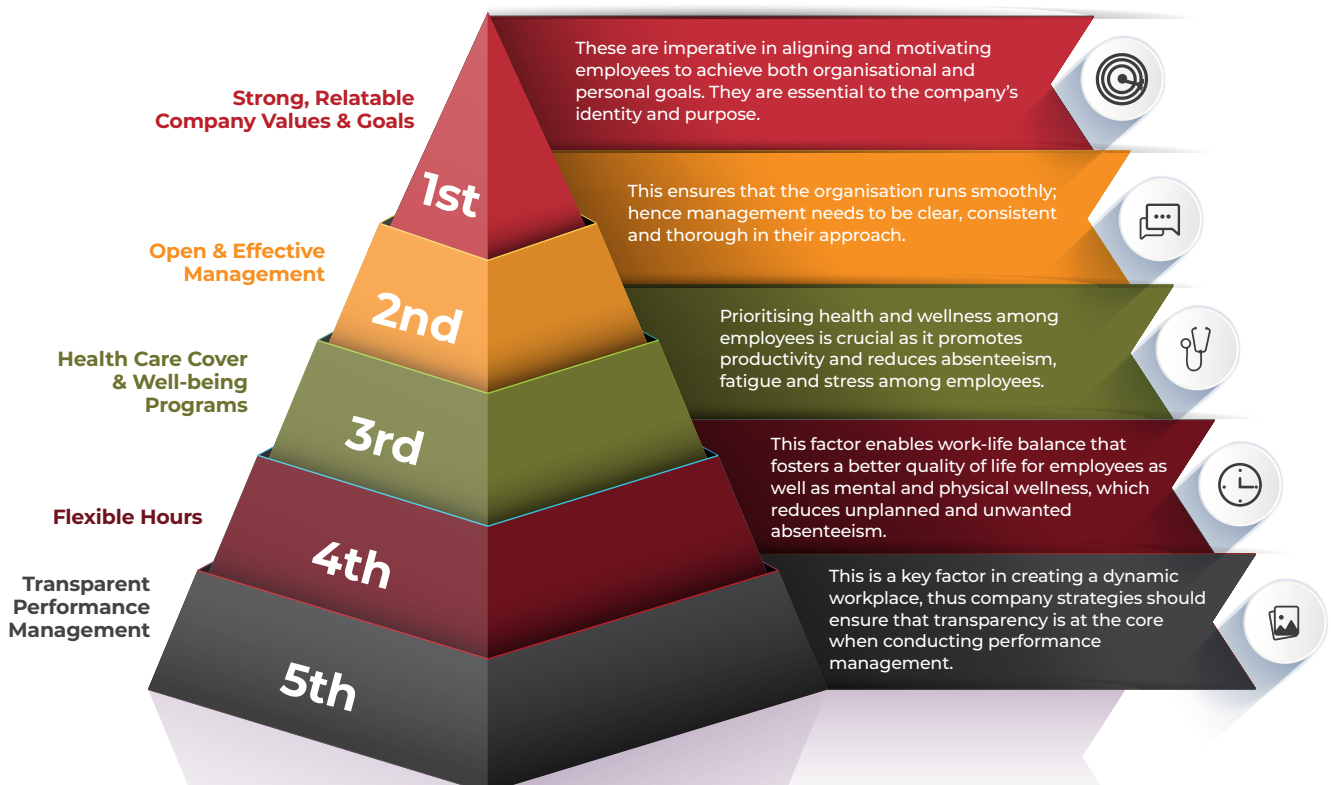 Strong, Relatable
Company Values & Goals
1st
These are imperative in aligning and motivating
employees to achieve both organisational and
personal goals. They are essential to the company's
identity and purpose.
Open & Effective
Management
2nd
This ensures that the organisation runs smoothly;
hence management needs to be clear, consistent
and thorough in their approach.
Health Care Cover
& Well-being
Programs
3rd
Prioritising health and wellness among
employees is crucial as it promotes
productivity and reduces absenteeism,
fatigue and stress among employees.
Flexible Hours
4th
This factor enables work-life balance that
fosters a better quality of life for employees as
well as mental and physical wellness, which
reduces unplanned and unwanted
absenteeism.
Transparent
Performance
Management
5th
This is a key factor in creating a dynamic
workplace, thus company strategies should
ensure that transparency is at the core
when conducting performance
management.